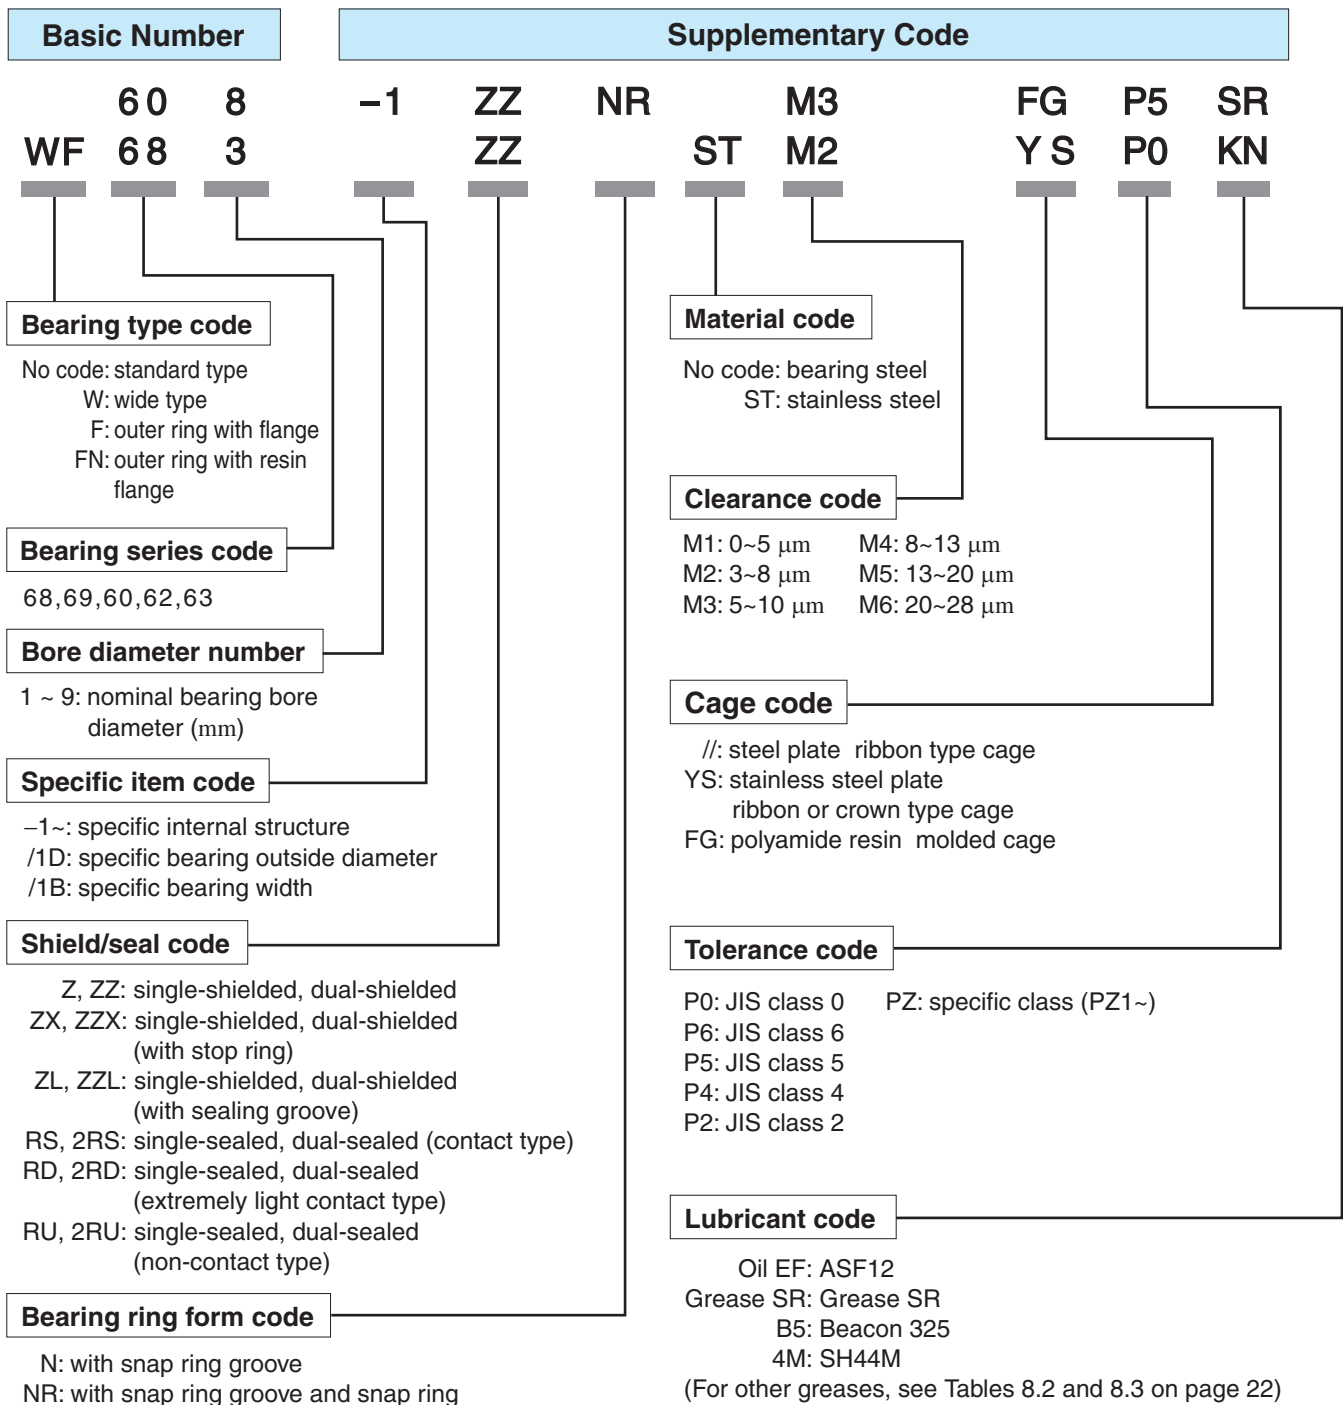 Basic Number
Supplementary Code
60 8 –1 ZZ NR M3 FG P5 SR
WF 68 3 ZZ ST M2 YS P0 KN
Bearing type code
No code: standard type
W: wide type
F: outer ring with flange
FN: outer ring with resin
flange
Bearing series code
68,69,60,62,63
Bore diameter number
1 ~ 9: nominal bearing bore
diameter (mm)
Specific item code
–1~: specific internal structure
/1D: specific bearing outside diameter
/1B: specific bearing width
Shield/seal code
Z, ZZ: single-shielded, dual-shielded
ZX, ZZX: single-shielded, dual-shielded
(with stop ring)
ZL, ZZL: single-shielded, dual-shielded
(with sealing groove)
RS, 2RS: single-sealed, dual-sealed (contact type)
RD, 2RD: single-sealed, dual-sealed
(extremely light contact type)
RU, 2RU: single-sealed, dual-sealed
(non-contact type)
Bearing ring form code
N: with snap ring groove
NR: with snap ring groove and snap ring
Material code
No code: bearing steel
ST: stainless steel
Clearance code
M1: 0~5 μm M4: 8~13 μm
M2: 3~8 μm M5: 13~20 μm
M3: 5~10 μm M6: 20~28 μm
Cage code
//: steel plate ribbon type cage
YS: stainless steel plate
ribbon or crown type cage
FG: polyamide resin molded cage
Tolerance code
P0: JIS class 0 PZ: specific class (PZ1~)
P6: JIS class 6
P5: JIS class 5
P4: JIS class 4
P2: JIS class 2
Lubricant code
Oil EF: ASF12
Grease SR: Grease SR
B5: Beacon 325
4M: SH44M
(For other greases, see Tables 8.2 and 8.3 on page 22)